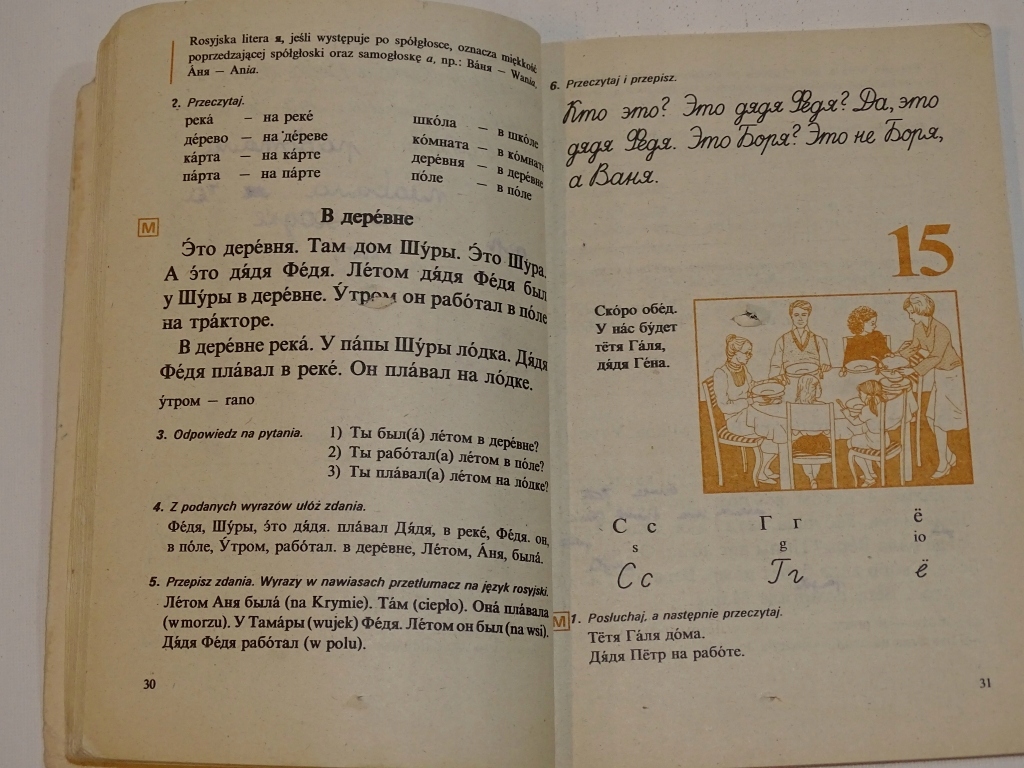 Rosyjska litera я, jeśli występuje po spółgłosce, oznacza miękkość
poprzedzającej spółgłoski oraz samogłoskę a, np.: Ва́ня – Wania,
А́ня – Ania.
2. Przeczytaj.
река́ – на реке́
де́рево – на де́реве
ка́рта – на ка́рте
па́рта – на па́рте
шко́ла – в шко́ле
ко́мната – в ко́мнате
дере́вня – в дере́вне
по́ле – в по́ле
M
В дере́вне
Э́то дере́вня. Там дом Шу́ры. Э́то Шу́ра.
А э́то дя́дя Фе́дя. Ле́том дя́дя Фе́дя был
у Шу́ры в дере́вне. У́тром он рабо́тал в по́ле
на тра́кторе.
В дере́вне река́. У па́пы Шу́ры ло́дка. Дя́дя
Фе́дя пла́вал в реке́. Он пла́вал на ло́дке.
у́тром – rano
3. Odpowiedz na pytania.
1) Ты был(а́) ле́том в дере́вне?
2) Ты рабо́тал(а) ле́том в по́ле?
3) Ты пла́вал(а) ле́том на ло́дке?
4. Z podanych wyrazów ułóż zdania.
Фе́дя, Шу́ры, э́то дя́дя. пла́вал Дя́дя, в реке́, Фе́дя. он,
в по́ле, У́тром, рабо́тал. в дере́вне, Ле́том, А́ня, была́.
5. Przepisz zdania. Wyrazy w nawiasach przetłumacz na język rosyjski.
Ле́том Аня была́ (na Krymie). Та́м (ciepło). Она́ пла́вала
(w morzu). У Тама́ры (wujek) Фе́дя. Ле́том он был (na wsi).
Дя́дя Фе́дя рабо́тал (w polu).
30
6. Przeczytaj i przepisz.
Кто это? Это дядя Федя? Да, это
дядя Федя. Это Боря? Это не Боря,
а Ваня.
15
Ско́ро обе́д.
У на́с бу́дет
тётя Га́ля,
дя́дя Ге́на.
С с Г г ё
s g io
С с Г г ё
M 1. Posłuchaj, a następnie przeczytaj.
Тётя Га́ля до́ма.
Дя́дя Пётр на рабо́те.
31